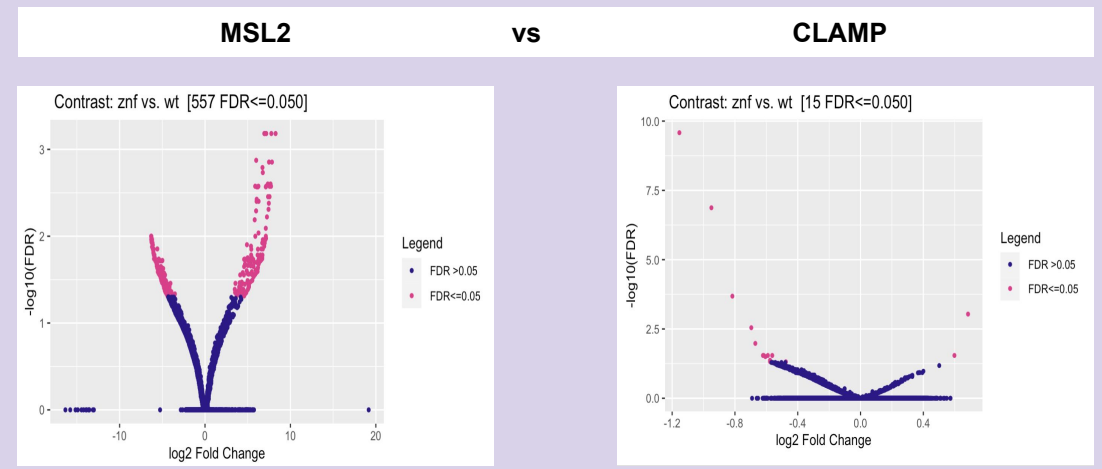 MSL2 vs CLAMP
Contrast: znf vs. wt [557 FDR<=0.050]
-log10(FDR)
3
2
1
0
-10 0 10 20
log2 Fold Change
Legend
FDR >0.05
FDR<=0.05
Contrast: znf vs. wt [15 FDR<=0.050]
-log10(FDR)
10.0
7.5
5.0
2.5
0.0
-1.2 -0.8 -0.4 0.0 0.4
log2 Fold Change
Legend
FDR >0.05
FDR<=0.05